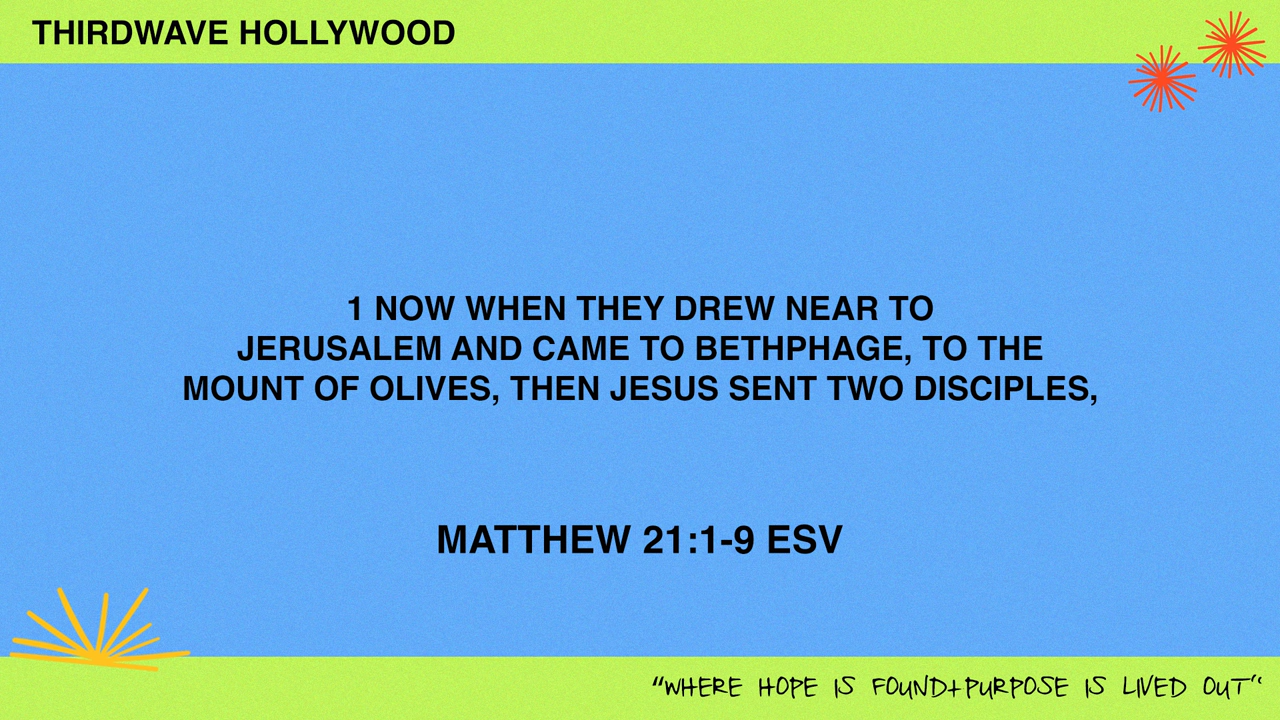 THIRDWAVE HOLLYWOOD
1 NOW WHEN THEY DREW NEAR TO
JERUSALEM AND CAME TO BETHPHAGE, TO THE
MOUNT OF OLIVES, THEN JESUS SENT TWO DISCIPLES,
MATTHEW 21:1-9 ESV
“WHERE HOPE IS FOUND+PURPOSE IS LIVED OUT“